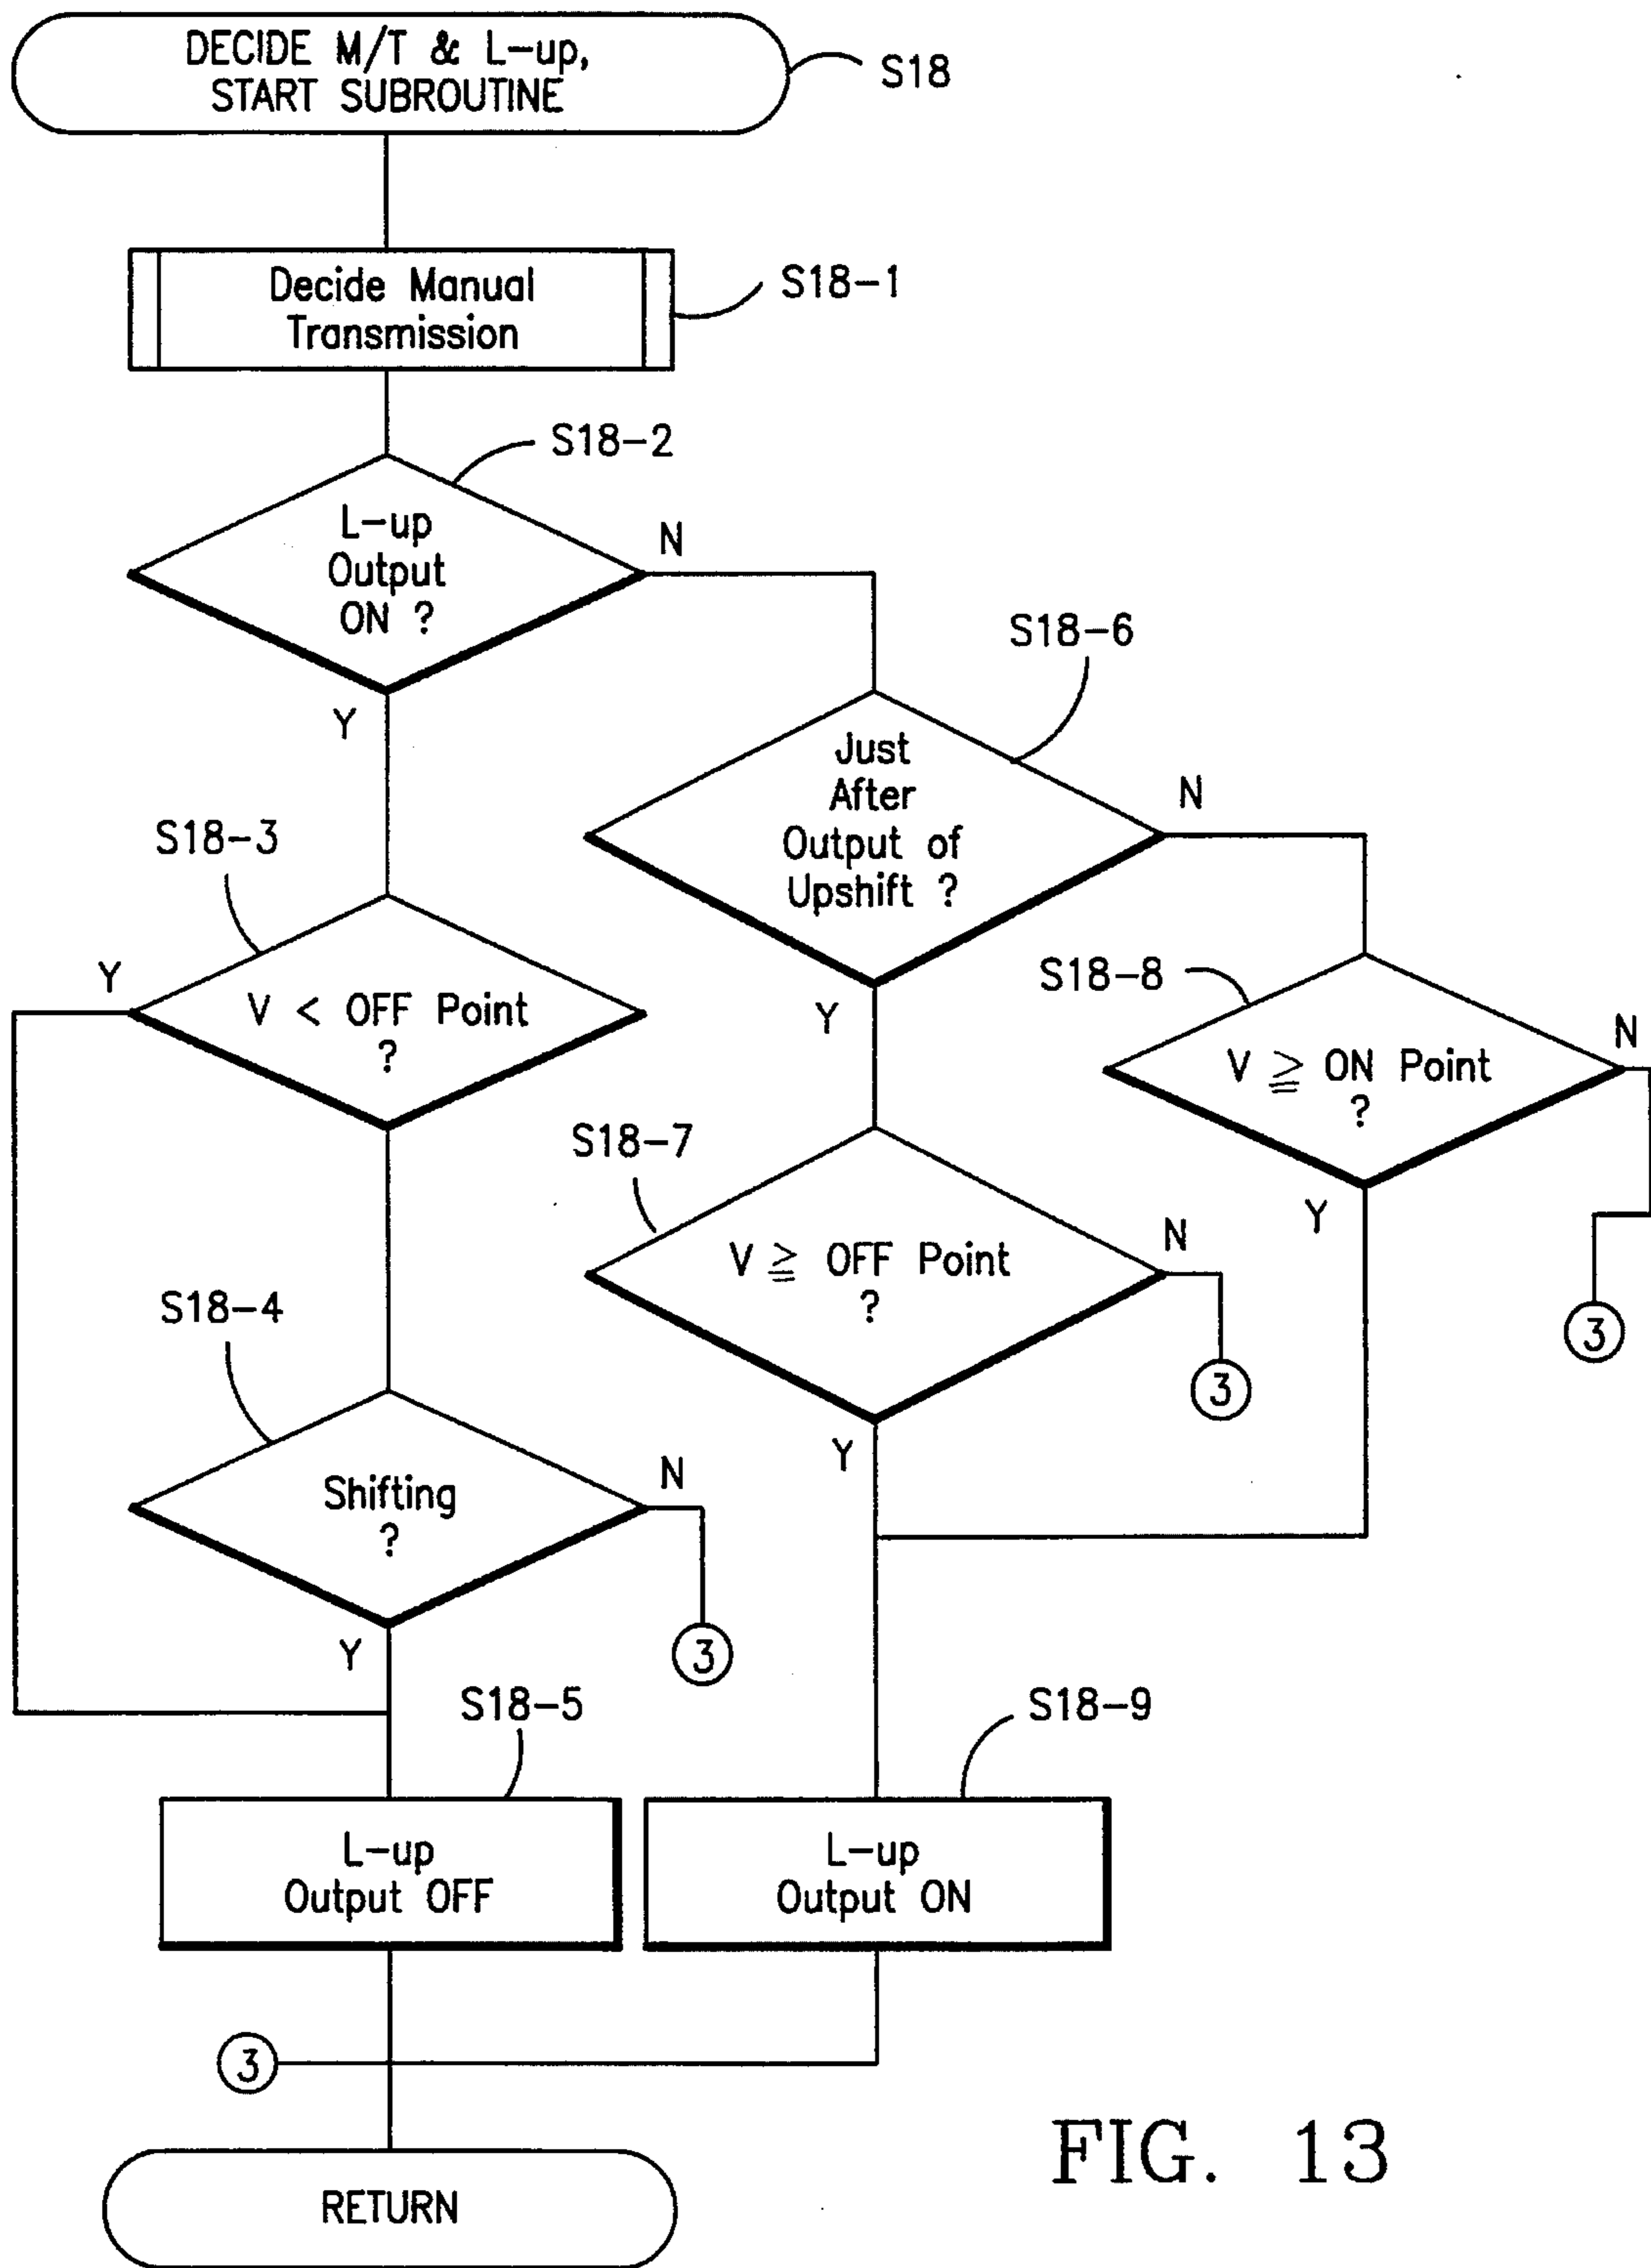 DECIDE M/T & L-up,
START SUBROUTINE
S18
Decide Manual
Transmission
S18-1
S18-2
L-up
Output
ON ?
N
Y
S18-6
Just
After
Output of
Upshift ?
N
Y
S18-3
Y
V < OFF Point
?
S18-8
V ≧ ON Point
?
N
Y
3
S18-7
V ≧ OFF Point
?
N
Y
3
S18-4
Shifting
?
N
Y
3
S18-5
L-up
Output OFF
S18-9
L-up
Output ON
3
RETURN
FIG. 13